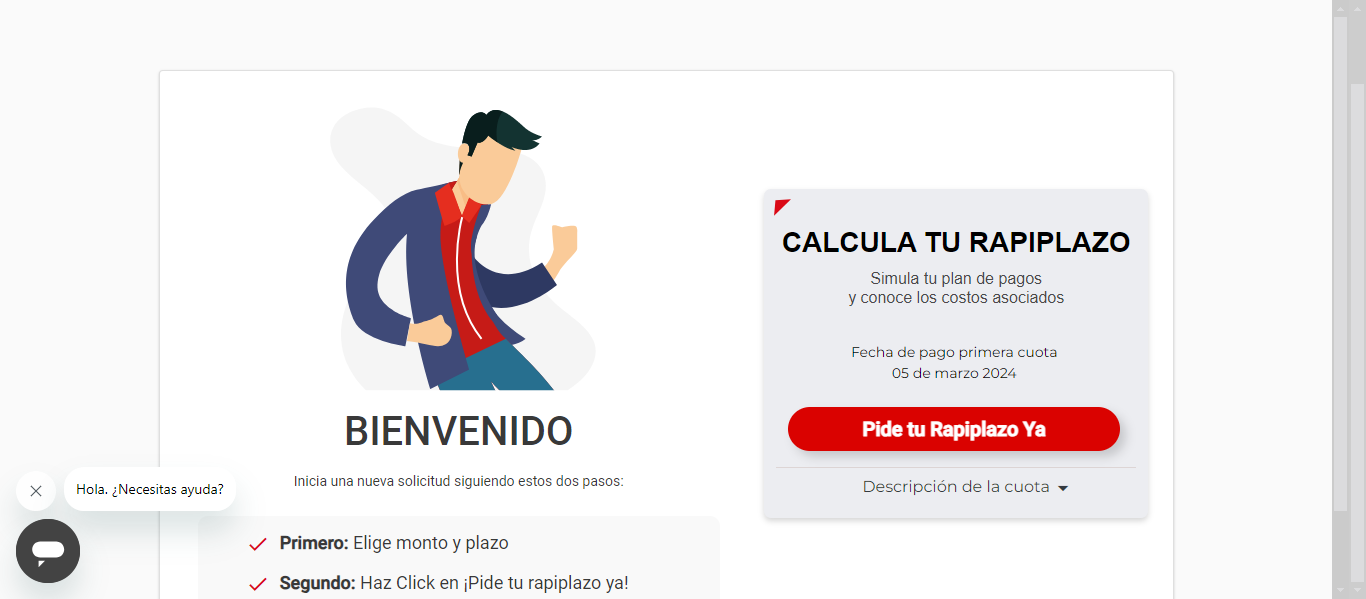 BIENVENIDO
Inicia una nueva solicitud siguiendo estos dos pasos:
Primero: Elige monto y plazo
Segundo: Haz Click en ¡Pide tu rapiplazo ya!
CALCULA TU RAPIPLAZO
Simula tu plan de pagos
y conoce los costos asociados
Fecha de pago primera cuota
05 de marzo 2024
Pide tu Rapiplazo Ya
Descripción de la cuota
Hola. ¿Necesitas ayuda?